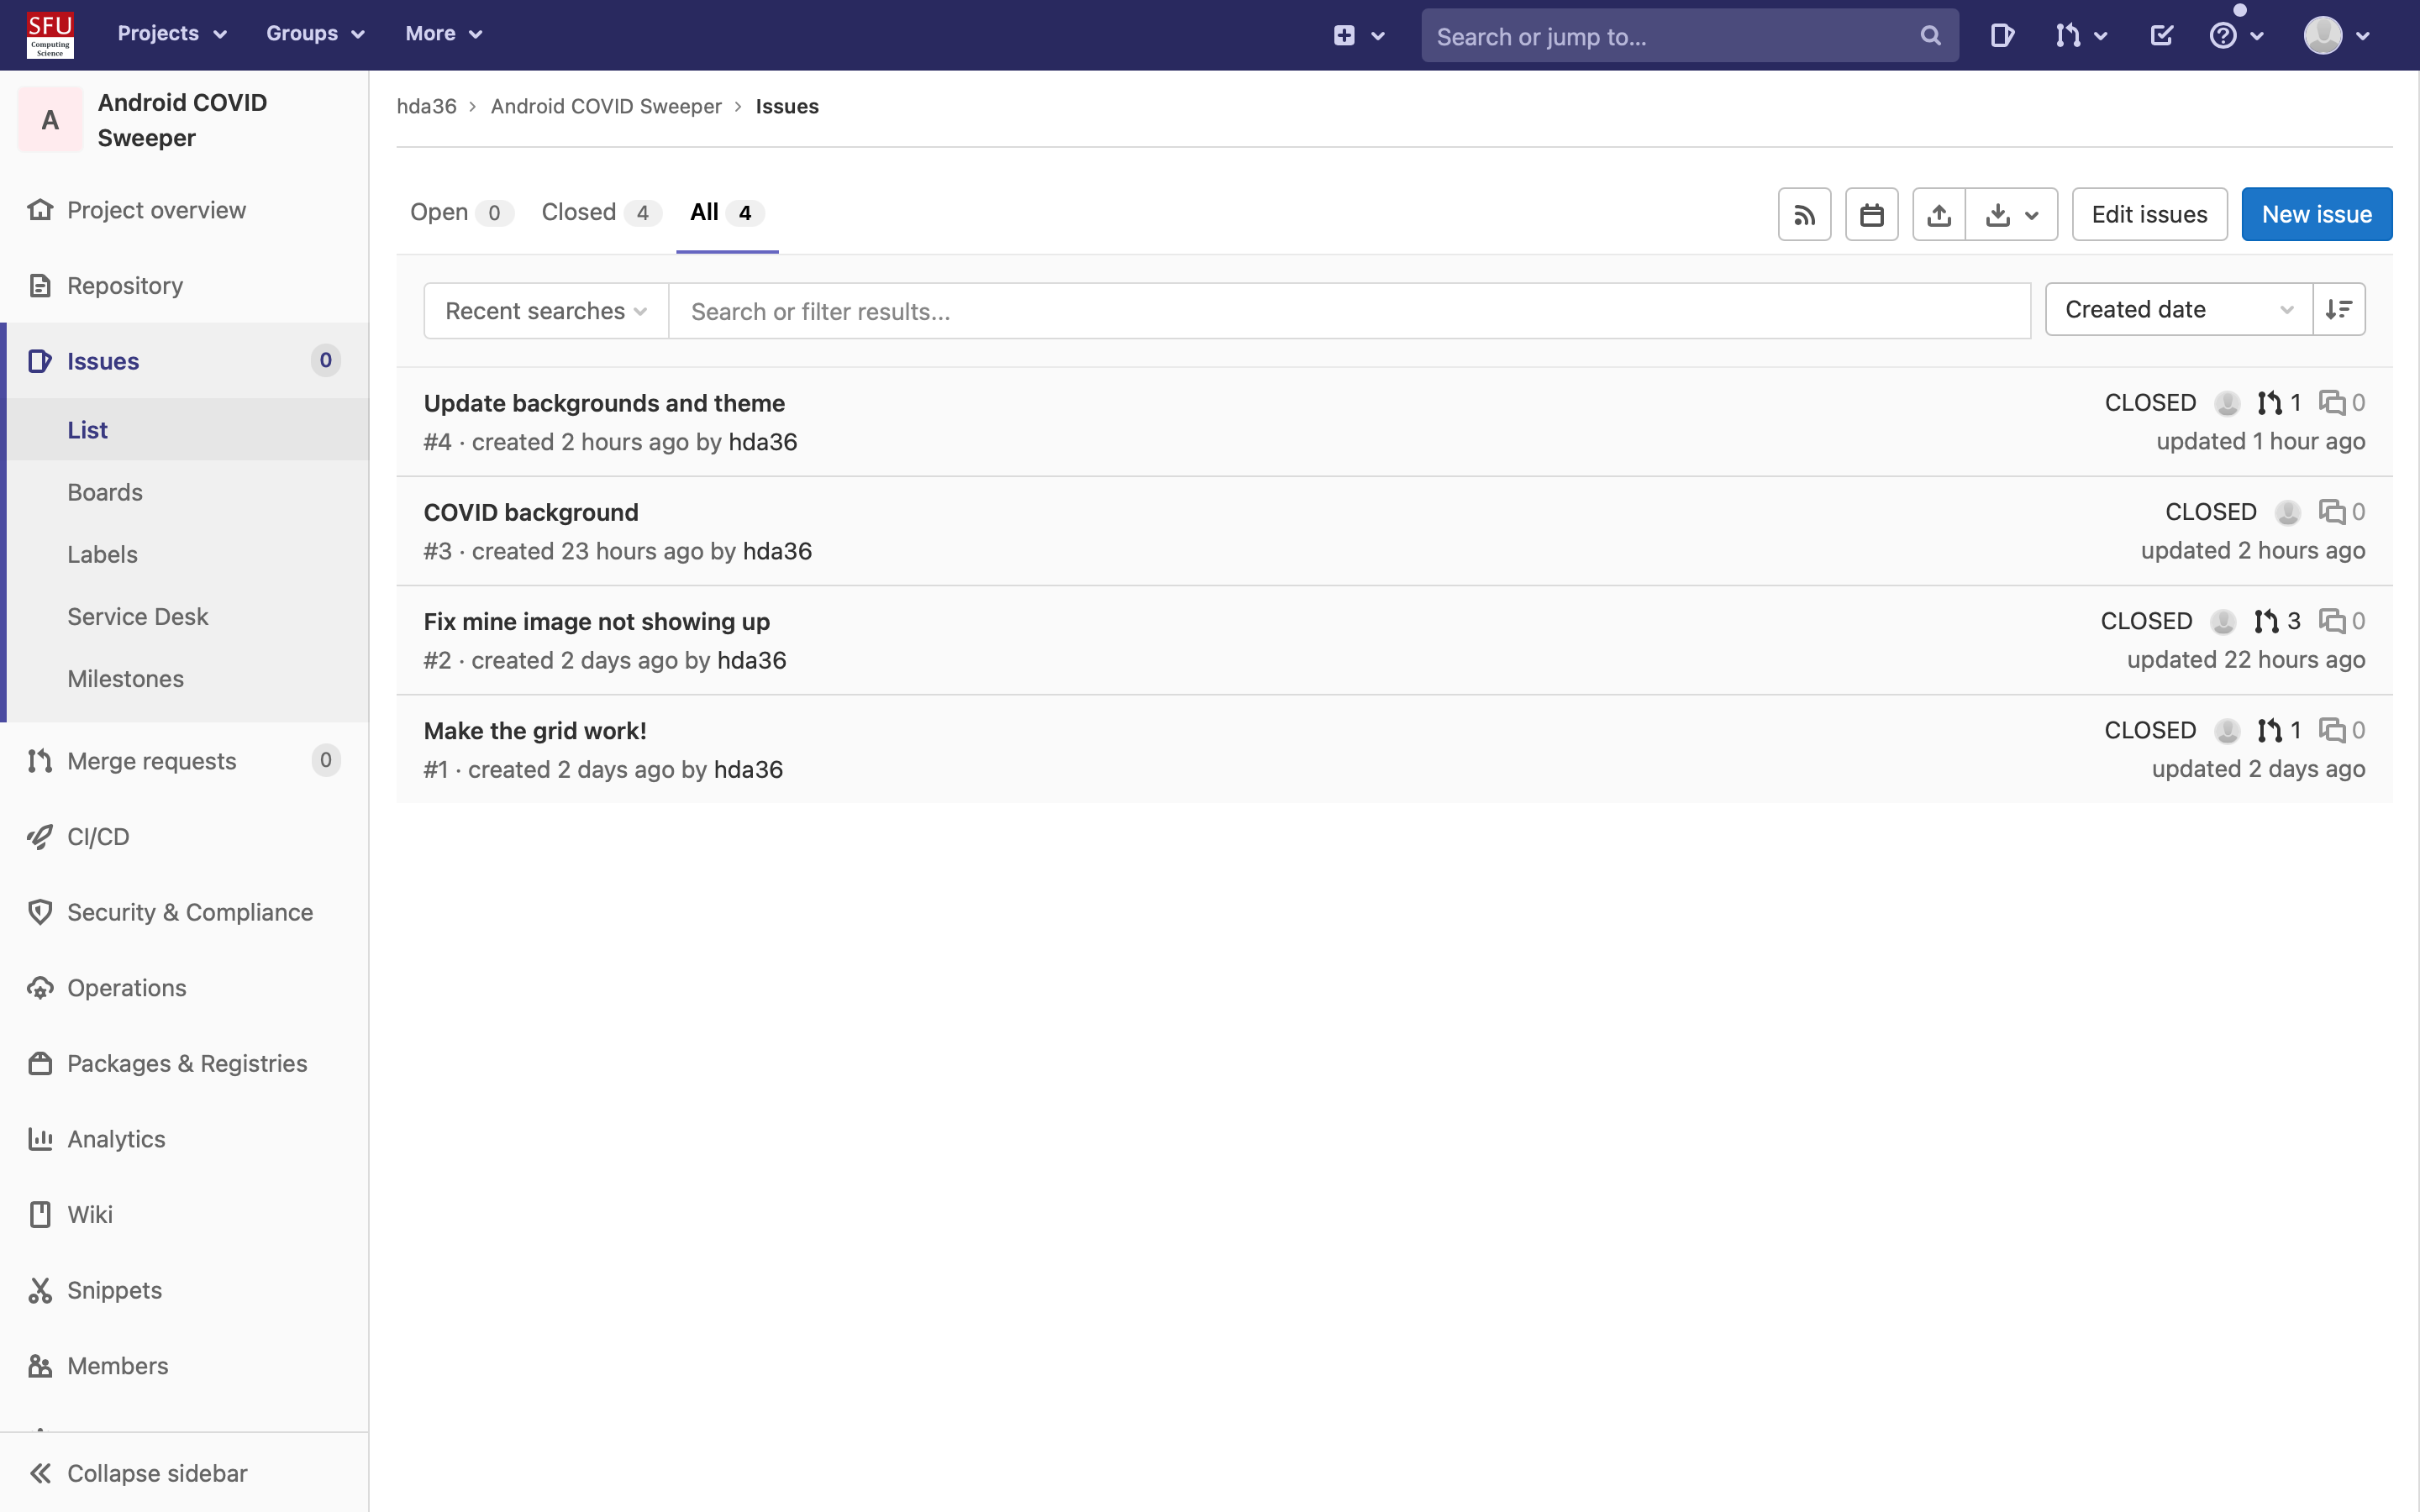 SFU
Computing
Science
Projects
Groups
More
Search or jump to...
A
Android COVID
Sweeper
Project overview
Repository
Issues 0
List
Boards
Labels
Service Desk
Milestones
Merge requests 0
CI/CD
Security & Compliance
Operations
Packages & Registries
Analytics
Wiki
Snippets
Members
Collapse sidebar
hda36 > Android COVID Sweeper > Issues
Open 0 Closed 4 All 4
Edit issues
New issue
Recent searches
Search or filter results...
Created date
Update backgrounds and theme
CLOSED 1 0
#4 · created 2 hours ago by hda36
updated 1 hour ago
COVID background
CLOSED 0
#3 · created 23 hours ago by hda36
updated 2 hours ago
Fix mine image not showing up
CLOSED 3 0
#2 · created 2 days ago by hda36
updated 22 hours ago
Make the grid work!
CLOSED 1 0
#1 · created 2 days ago by hda36
updated 2 days ago